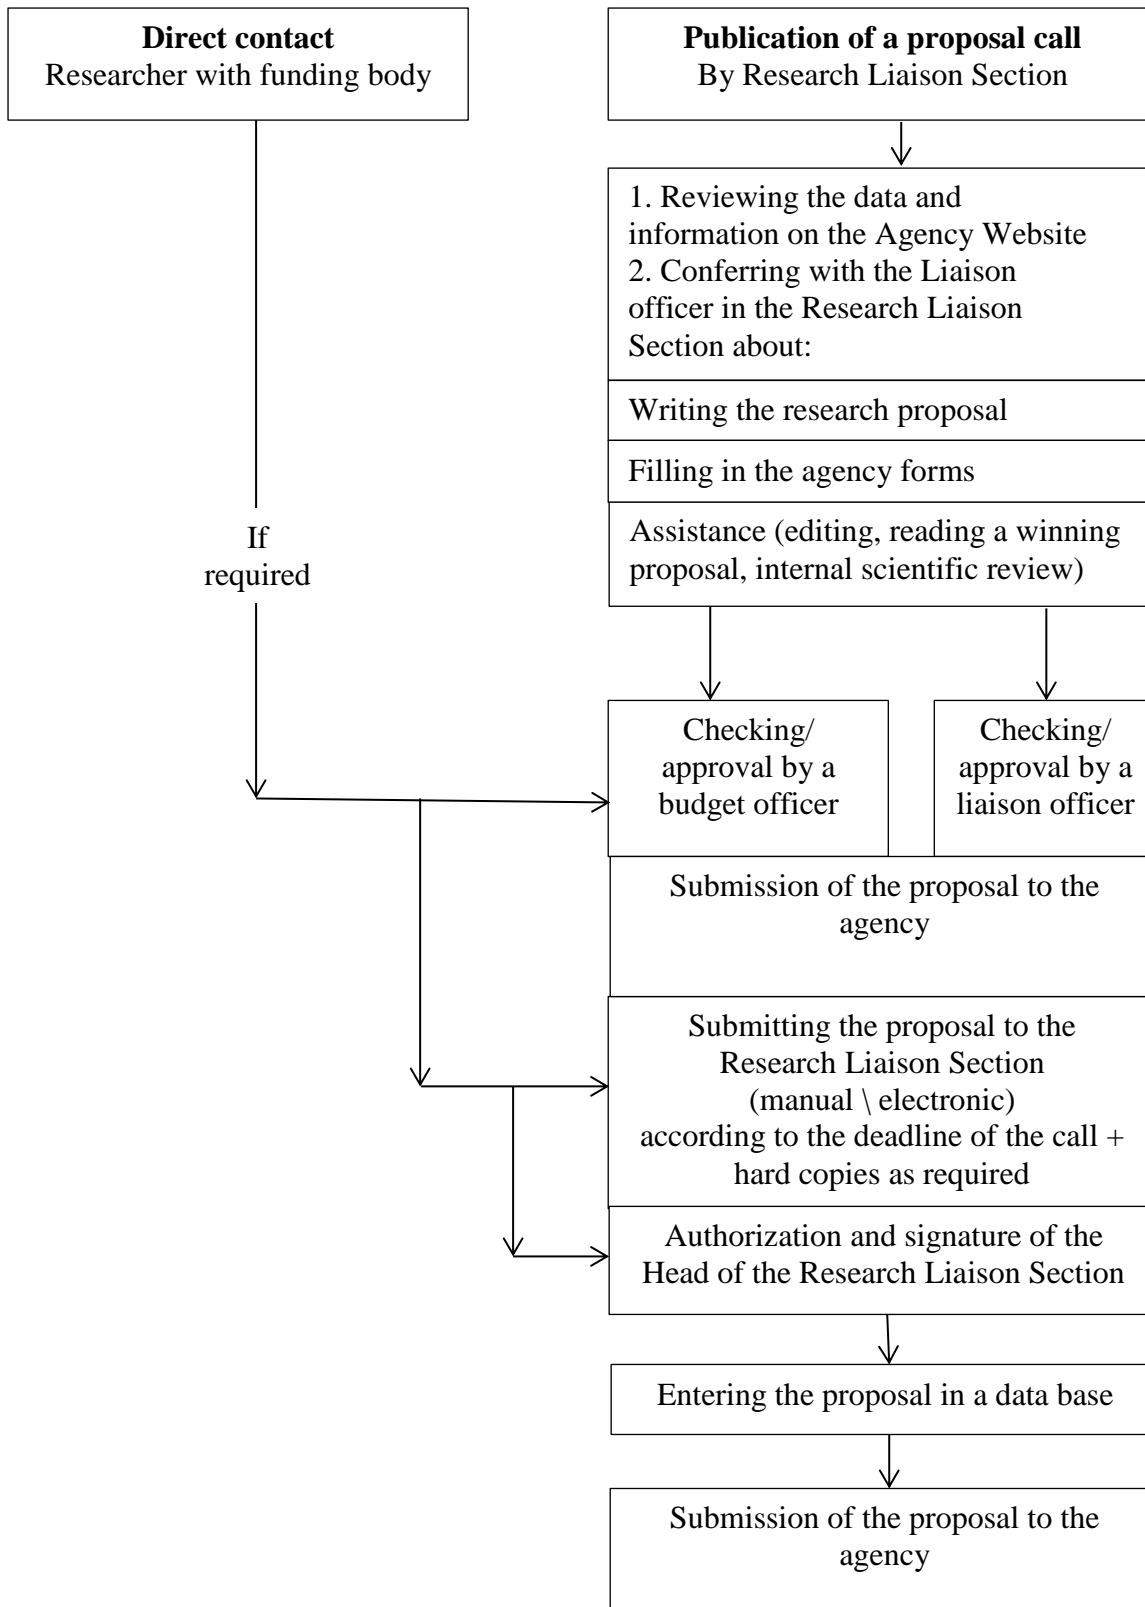 Direct contact
Researcher with funding body
Publication of a proposal call
By Research Liaison Section
1. Reviewing the data and
information on the Agency Website
2. Conferring with the Liaison
officer in the Research Liaison
Section about:
Writing the research proposal
Filling in the agency forms
Assistance (editing, reading a winning
proposal, internal scientific review)
If
required
Checking/
approval by a
budget officer
Checking/
approval by a
liaison officer
Submission of the proposal to the
agency
Submitting the proposal to the
Research Liaison Section
(manual \ electronic)
according to the deadline of the call +
hard copies as required
Authorization and signature of the
Head of the Research Liaison Section
Entering the proposal in a data base
Submission of the proposal to the
agency